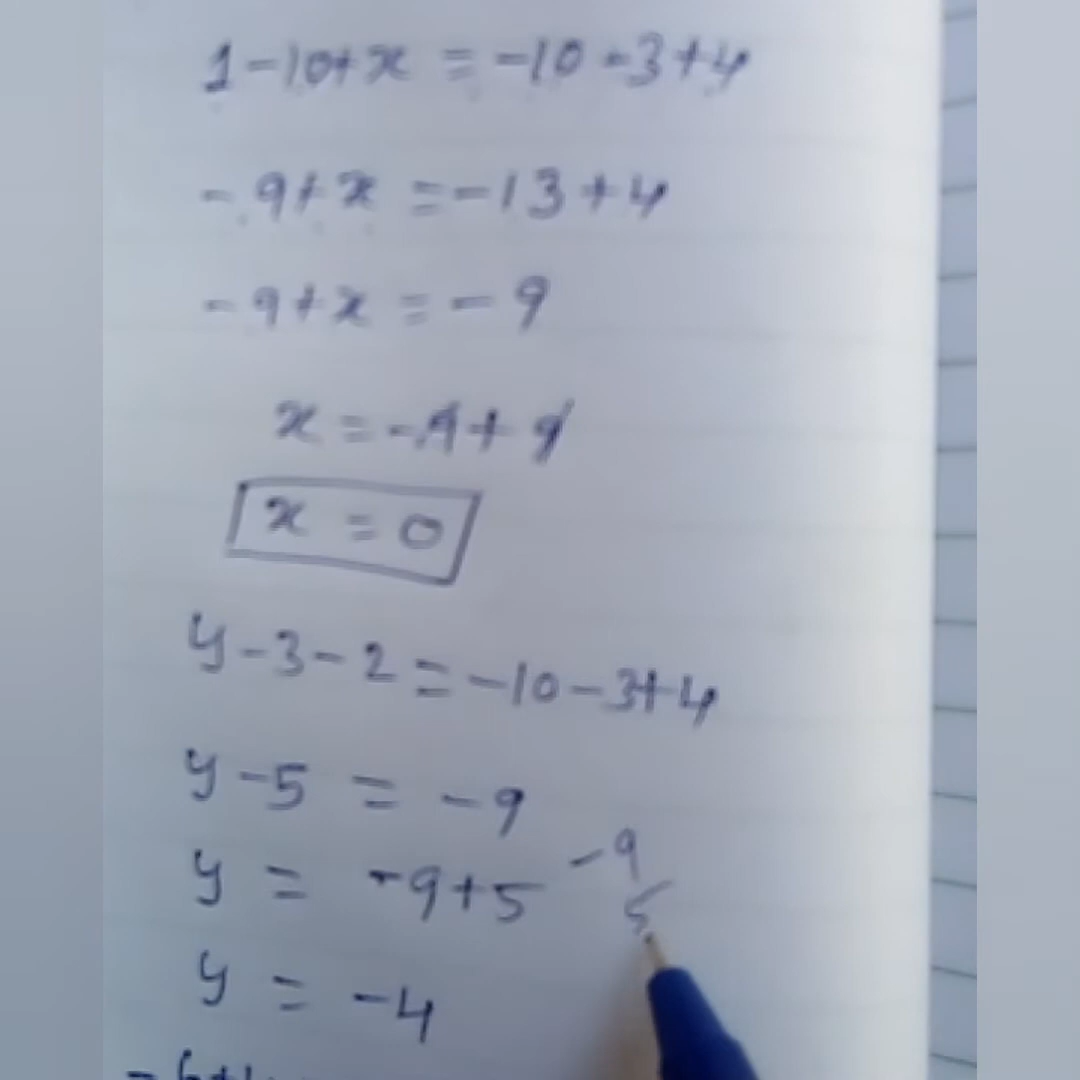 1-10+x = -10-3+4
-9+x = -13+4
-9+x = -9
x = -9+9
x = 0
y-3-2 = -10-3+4
y-5 = -9
y = -9+5
-9
5
y = -4